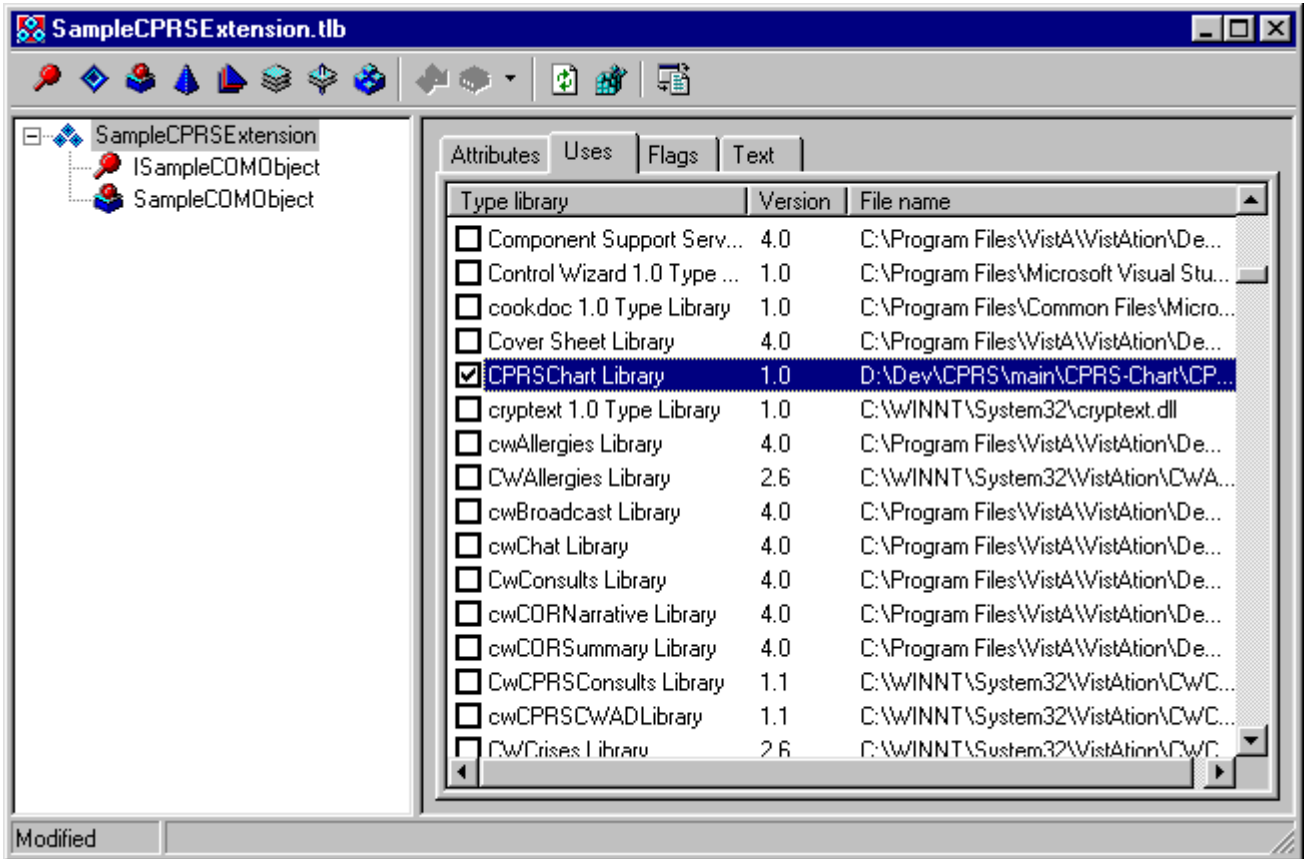 SampleCPRSExtension.tlb
SampleCPRSExtension
ISampleCOMObject
SampleCOMObject
Attributes Uses Flags Text
Type library Version File name
Component Support Serv... 4.0 C:\Program Files\VistA\VistAtion\De...
Control Wizard 1.0 Type ... 1.0 C:\Program Files\Microsoft Visual Stu...
cookdoc 1.0 Type Library 1.0 C:\Program Files\Common Files\Micro...
Cover Sheet Library 4.0 C:\Program Files\VistA\VistAtion\De...
CPRSChart Library 1.0 D:\Dev\CPRS\main\CPRS-Chart\CP...
cryptext 1.0 Type Library 1.0 C:\WINNT\System32\cryptext.dll
cwAllergies Library 4.0 C:\Program Files\VistA\VistAtion\De...
CWAllergies Library 2.6 C:\WINNT\System32\VistAtion\CWA...
cwBroadcast Library 4.0 C:\Program Files\VistA\VistAtion\De...
cwChat Library 4.0 C:\Program Files\VistA\VistAtion\De...
CwConsults Library 4.0 C:\Program Files\VistA\VistAtion\De...
cwCORNarrative Library 4.0 C:\Program Files\VistA\VistAtion\De...
cwCORSummary Library 4.0 C:\Program Files\VistA\VistAtion\De...
CwCPRSConsults Library 1.1 C:\WINNT\System32\VistAtion\CWC...
cwCPRSCWADLibrary 1.1 C:\WINNT\System32\VistAtion\CWC...
CWCrises Library 2.6 C:\WINNT\System32\VistAtion\CWC
Modified